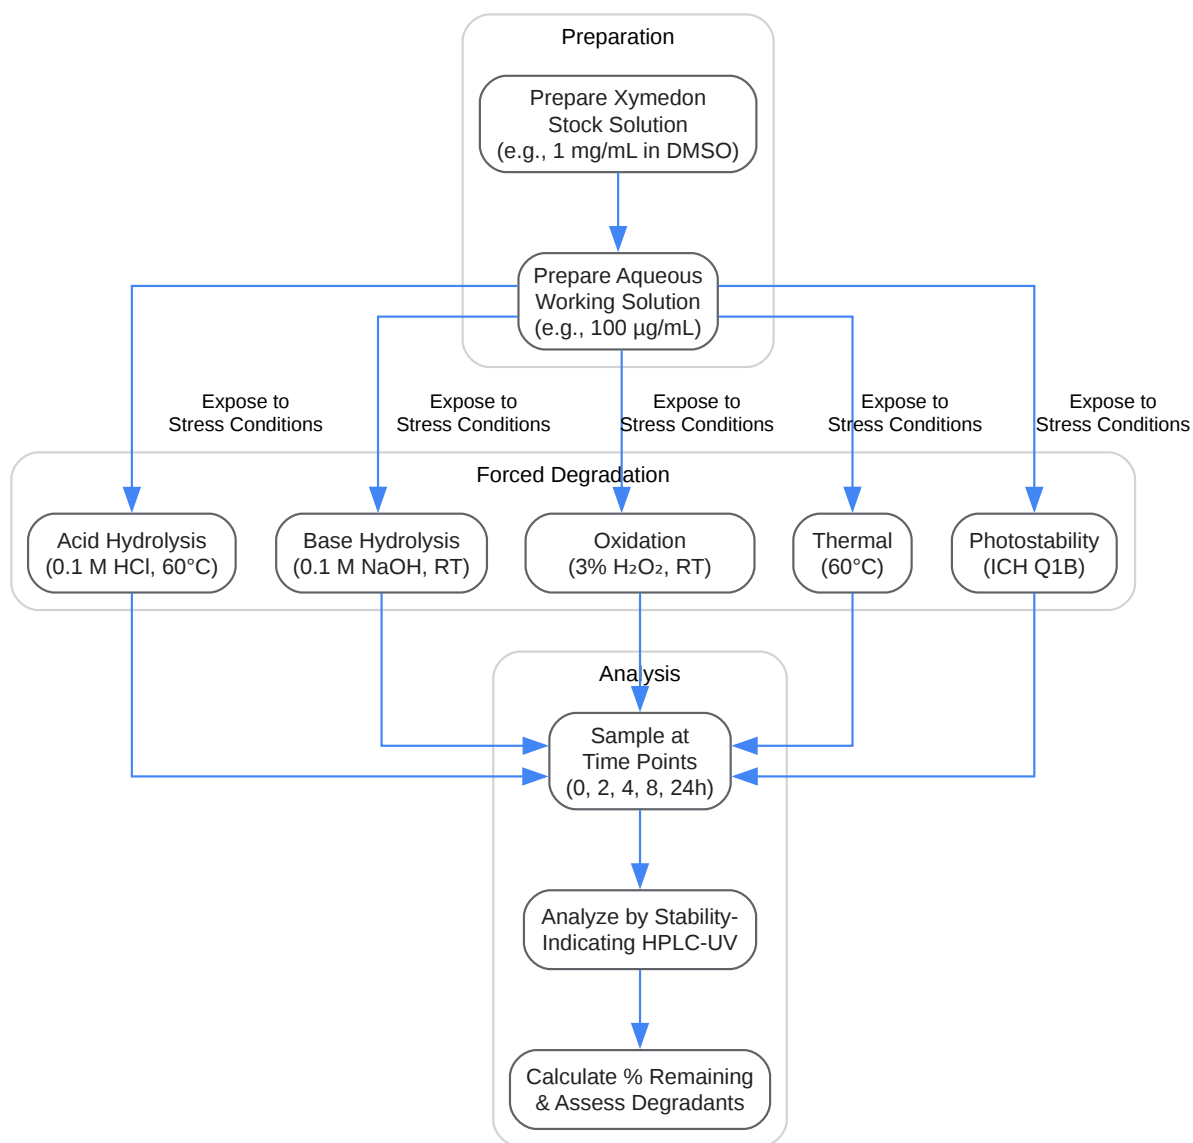 Preparation
Prepare Xymedon
Stock Solution
(e.g., 1 mg/mL in DMSO)
Prepare Aqueous
Working Solution
(e.g., 100 µg/mL)
Expose to
Stress Conditions
Expose to
Stress Conditions
Expose to
Stress Conditions
Expose to
Stress Conditions
Expose to
Stress Conditions
Forced Degradation
Acid Hydrolysis
(0.1 M HCl, 60°C)
Base Hydrolysis
(0.1 M NaOH, RT)
Oxidation
(3% H₂O₂, RT)
Thermal
(60°C)
Photostability
(ICH Q1B)
Analysis
Sample at
Time Points
(0, 2, 4, 8, 24h)
Analyze by Stability-
Indicating HPLC-UV
Calculate % Remaining
& Assess Degradants